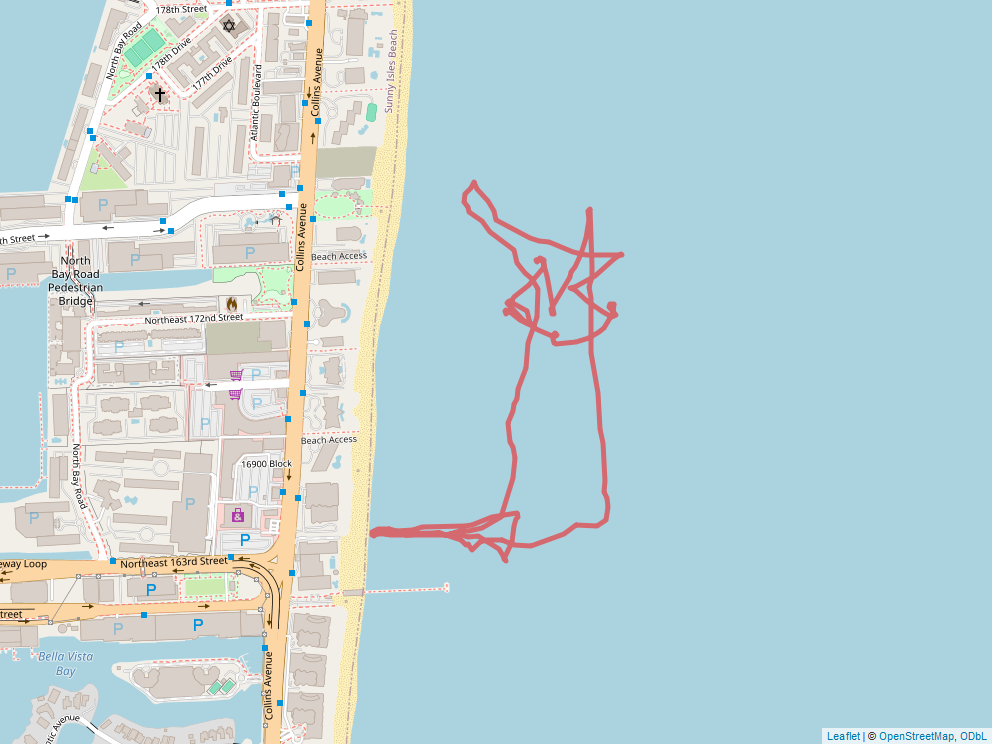 178th Street
North Bay Road
178th Drive
177th Drive
Atlantic Boulevard
Collins Avenue
Sunny Isles Beach
P
th Street
Collins Avenue
P
P
P
Beach Access
North
Bay Road
Pedestrian
Bridge
Northeast 172nd Street
P
P
P
P
Beach Access
North Bay Road
16900 Block
P
P
P
P
eway Loop
Northeast 163rd Street
P
treet
P
P
Bella Vista
Bay
Collins Avenue
ntic Avenue
Leaflet | © OpenStreetMap, ODbL